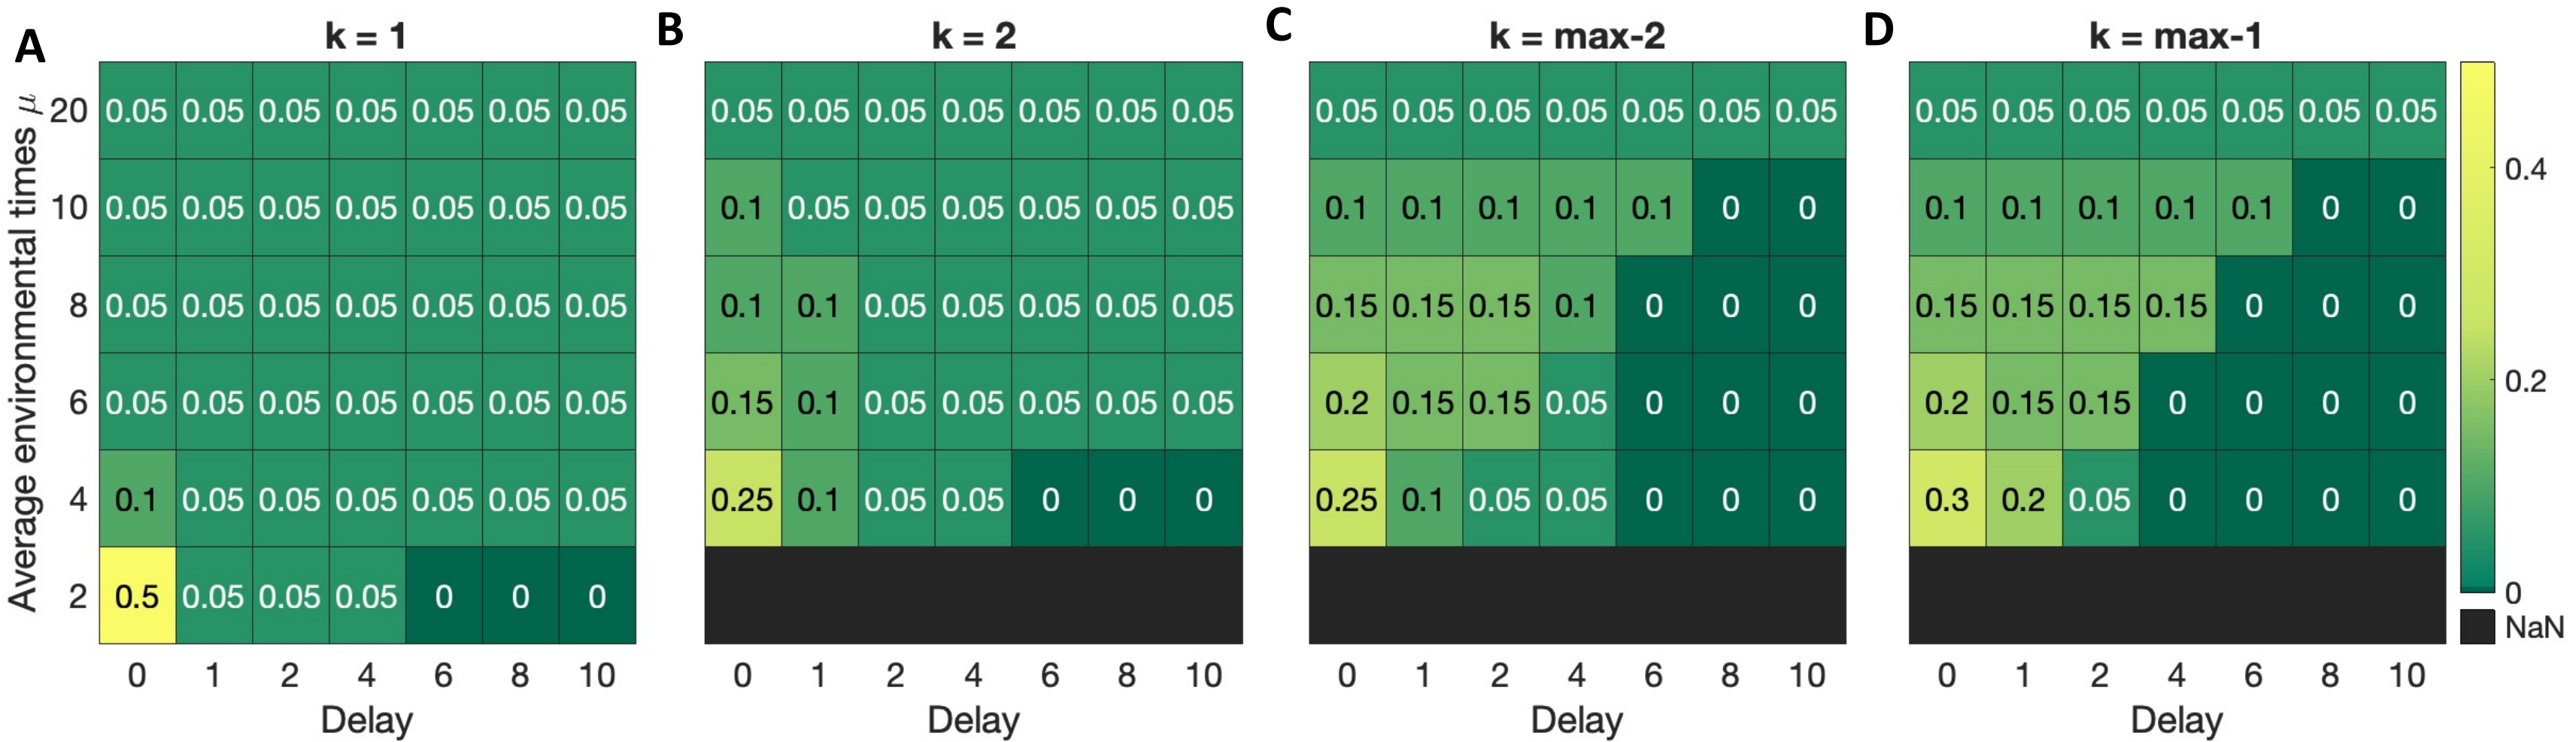 A
k = 1
B
k = 2
C
k = max-2
D
k = max-1
Average environmental times μ
20 0.05 0.05 0.05 0.05 0.05 0.05 0.05
10 0.05 0.05 0.05 0.05 0.05 0.05 0.05
8 0.05 0.05 0.05 0.05 0.05 0.05 0.05
6 0.05 0.05 0.05 0.05 0.05 0.05 0.05
4 0.1 0.05 0.05 0.05 0.05 0.05 0.05
2 0.5 0.05 0.05 0.05 0 0 0
0 1 2 4 6 8 10
Delay
0.05 0.05 0.05 0.05 0.05 0.05 0.05
0.1 0.05 0.05 0.05 0.05 0.05 0.05
0.1 0.1 0.05 0.05 0.05 0.05 0.05
0.15 0.1 0.05 0.05 0.05 0.05 0.05
0.25 0.1 0.05 0.05 0 0 0
0 1 2 4 6 8 10
Delay
0.05 0.05 0.05 0.05 0.05 0.05 0.05
0.1 0.1 0.1 0.1 0.1 0 0
0.15 0.15 0.15 0.1 0 0 0
0.2 0.15 0.15 0.05 0 0 0
0.25 0.1 0.05 0.05 0 0 0
0 1 2 4 6 8 10
Delay
0.05 0.05 0.05 0.05 0.05 0.05 0.05
0.1 0.1 0.1 0.1 0.1 0 0
0.15 0.15 0.15 0.15 0 0 0
0.2 0.15 0.15 0 0 0 0
0.3 0.2 0.05 0 0 0 0
0 1 2 4 6 8 10
Delay
0.4
0.2
0
NaN